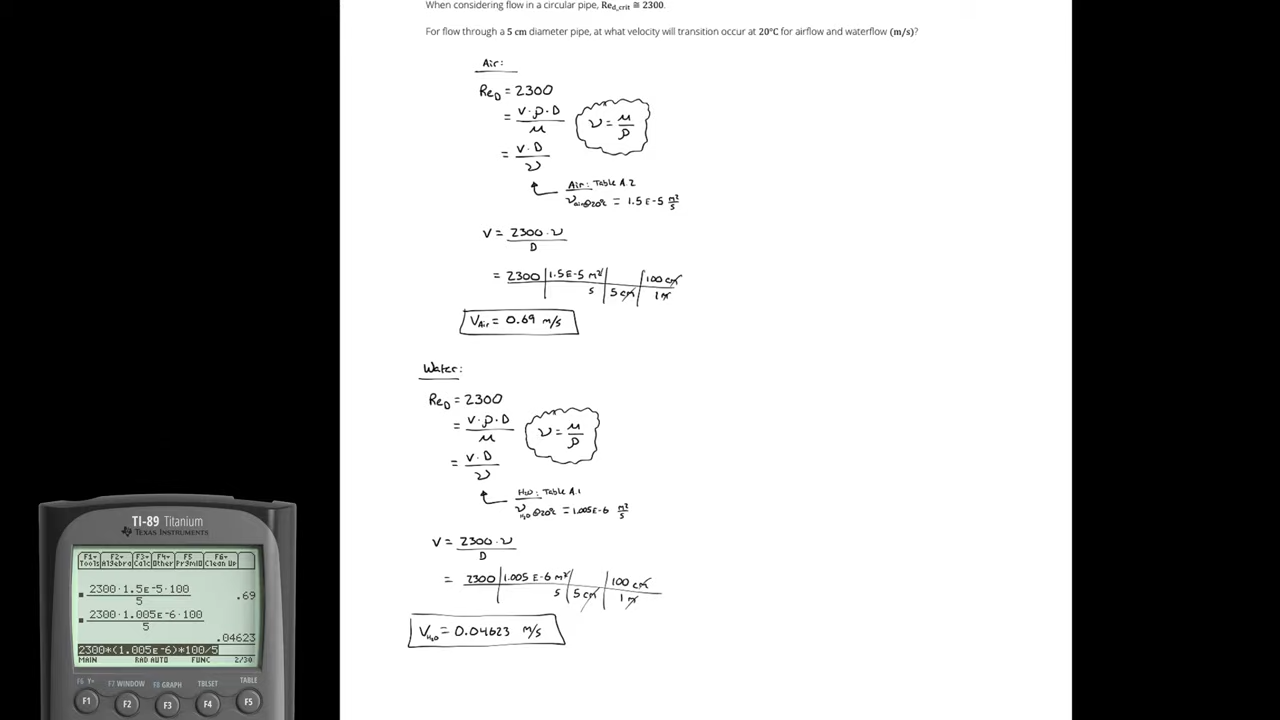 When considering flow in a circular pipe, Re_d_crit ≅ 2300.
For flow through a 5 cm diameter pipe, at what velocity will transition occur at 20°C for airflow and waterflow (m/s)?
Air:
Re_D = 2300
= V·ρ·D / μ
ν = μ / ρ
= V·D / ν
Air: Table A.2
ν_air@20°C = 1.5E-5 m²/s
V = 2300·ν / D
= 2300 | 1.5E-5 m² / s | 5 cm | 100 cm / 1 m
V_Air = 0.69 m/s
Water:
Re_D = 2300
= V·ρ·D / μ
ν = μ / ρ
= V·D / ν
H2O: Table A.1
ν_H2O@20°C = 1.005E-6 m²/s
V = 2300·ν / D
= 2300 | 1.005E-6 m² / s | 5 cm | 100 cm / 1 m
V_H2O = 0.04623 m/s
TI-89 Titanium
TEXAS INSTRUMENTS
F1 Tools F2 Algebra F3 Calc F4 Other F5 PrgmIO F6 Clean Up
2300·1.5E-5·100 / 5 .69
2300·1.005E-6·100 / 5 .04623
2300*(1.005E-6)*100/5
MAIN RAD AUTO FUNC 2/30
F6 Y= F7 WINDOW F8 GRAPH TBLSET TABLE
F1 F2 F3 F4 F5